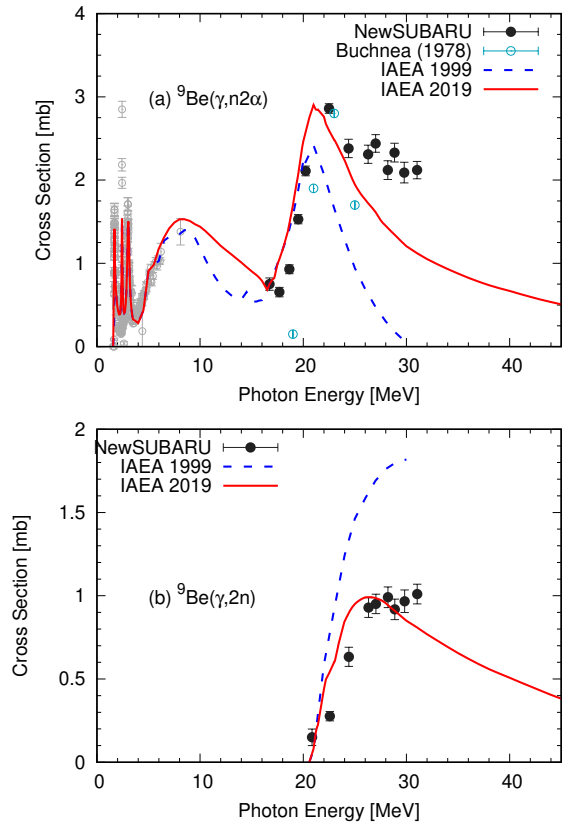 NewSUBARU
Buchnea (1978)
IAEA 1999
IAEA 2019
(a) ⁹Be(γ,n2α)
Cross Section [mb]
4
3
2
1
0
0 10 20 30 40
Photon Energy [MeV]
NewSUBARU
IAEA 1999
IAEA 2019
(b) ⁹Be(γ,2n)
Cross Section [mb]
2
1.5
1
0.5
0
0 10 20 30 40
Photon Energy [MeV]